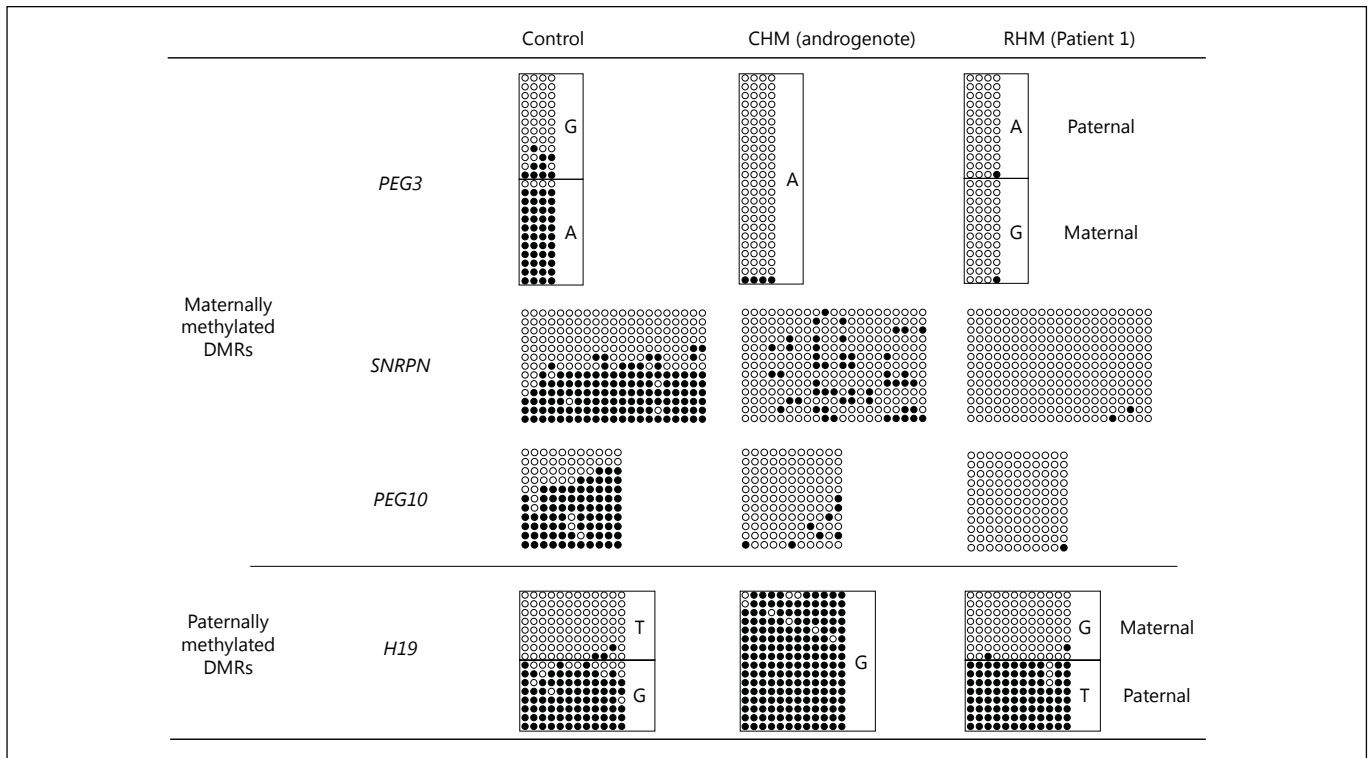 Control CHM (androgenote) RHM (Patient 1)
G
A Paternal
PEG3
A
A
G Maternal
Maternally
methylated
DMRs
SNRPN
PEG10
T
G Maternal
Paternally
methylated
DMRs
H19
G
G
T Paternal